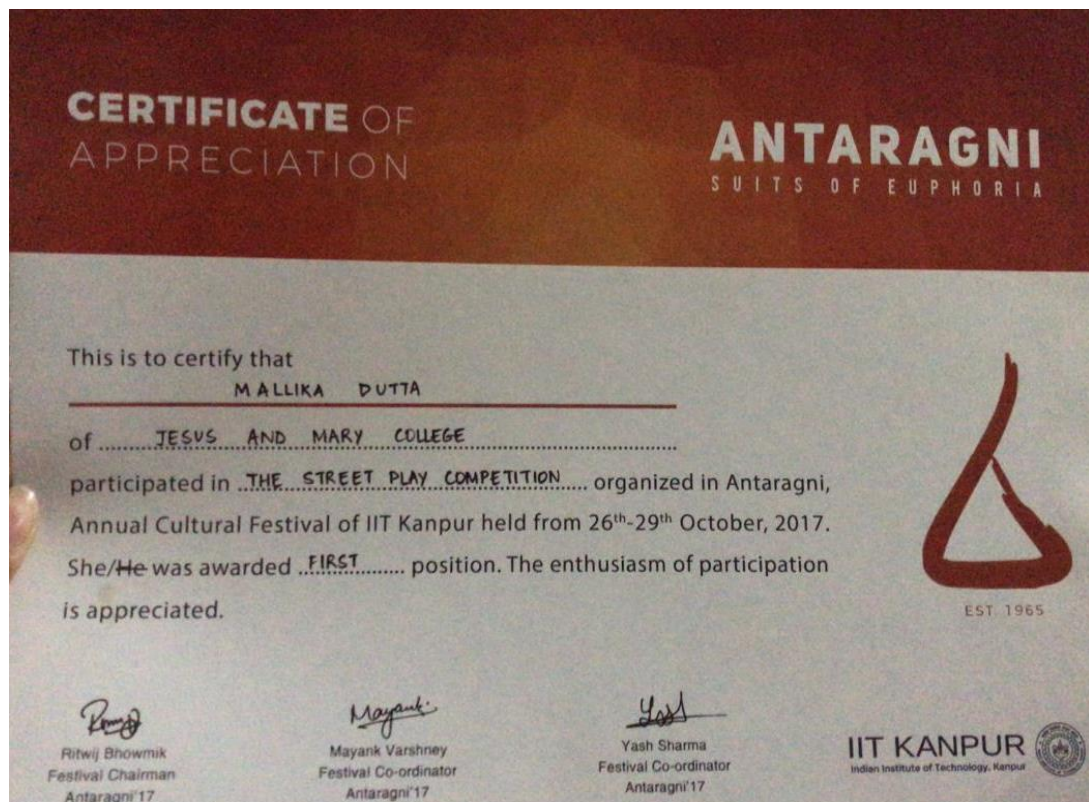 CERTIFICATE OF
APPRECIATION
ANTARAGNI
SUITS OF EUPHORIA
This is to certify that
MALLIKA DUTTA
of JESUS AND MARY COLLEGE
participated in THE STREET PLAY COMPETITION organized in Antaragni,
Annual Cultural Festival of IIT Kanpur held from 26th-29th October, 2017.
She/He was awarded FIRST position. The enthusiasm of participation
is appreciated.
EST. 1965
Mayank
Yash
Ritwij Bhowmik
Festival Chairman
Antaragni'17
Mayank Varshney
Festival Co-ordinator
Antaragni'17
Yash Sharma
Festival Co-ordinator
Antaragni'17
IIT KANPUR
Indian Institute of Technology, Kanpur